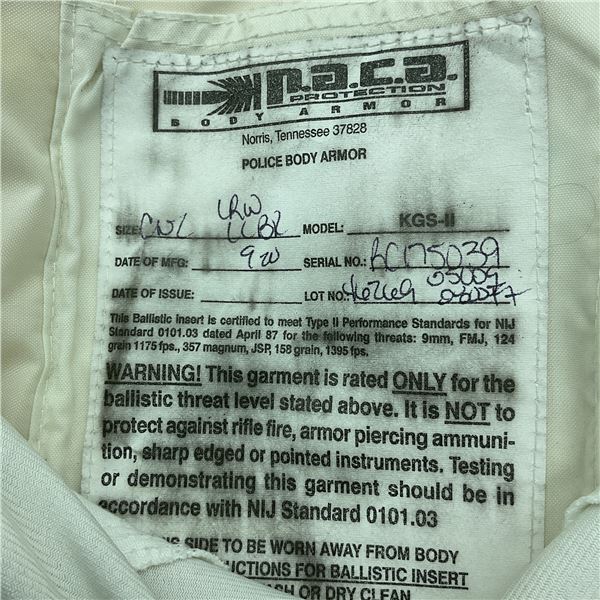 p.a.c.a.
PROTECTION
BODY ARMOR
Norris, Tennessee 37828
POLICE BODY ARMOR
SIZE: MODEL: KGS-II
DATE OF MFG: SERIAL NO.:
DATE OF ISSUE: LOT NO.:
This Ballistic Insert is certified to meet Type II Performance Standards for NIJ
Standard 0101.03 dated April 87 for the following threats: 9mm, FMJ, 124
grain 1175 fps., 357 magnum, JSP, 158 grain, 1395 fps.
WARNING! This garment is rated ONLY for the
ballistic threat level stated above. It is NOT to
protect against rifle fire, armor piercing ammuni-
tion, sharp edged or pointed instruments. Testing
or demonstrating this garment should be in
accordance with NIJ Standard 0101.03
SIDE TO BE WORN AWAY FROM BODY
FOR BALLISTIC INSERT
OR DRY CLEAN